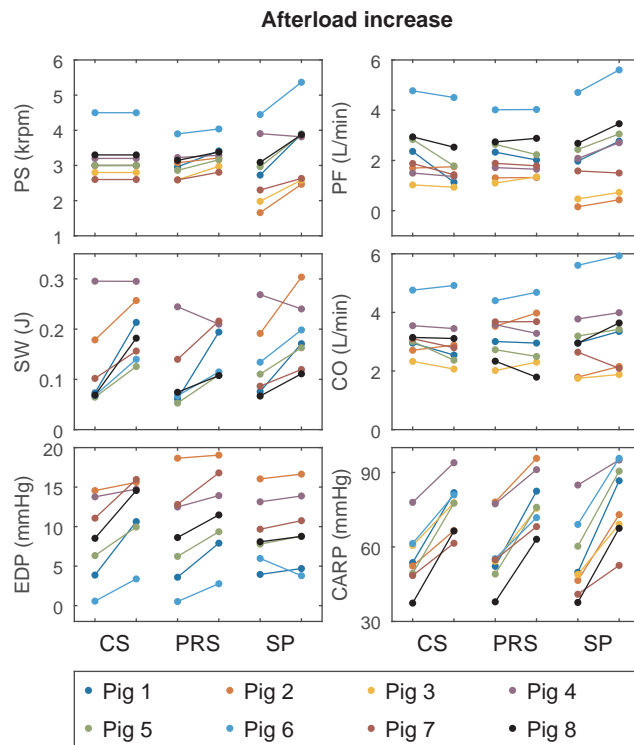 Afterload increase
PS (krpm)
6
5
4
3
2
1
PF (L/min)
6
4
2
0
SW (J)
0.3
0.2
0.1
0
CO (L/min)
6
4
2
0
EDP (mmHg)
20
15
10
5
0
CARP (mmHg)
90
60
30
CS PRS SP
CS PRS SP
Pig 1 Pig 2 Pig 3 Pig 4
Pig 5 Pig 6 Pig 7 Pig 8